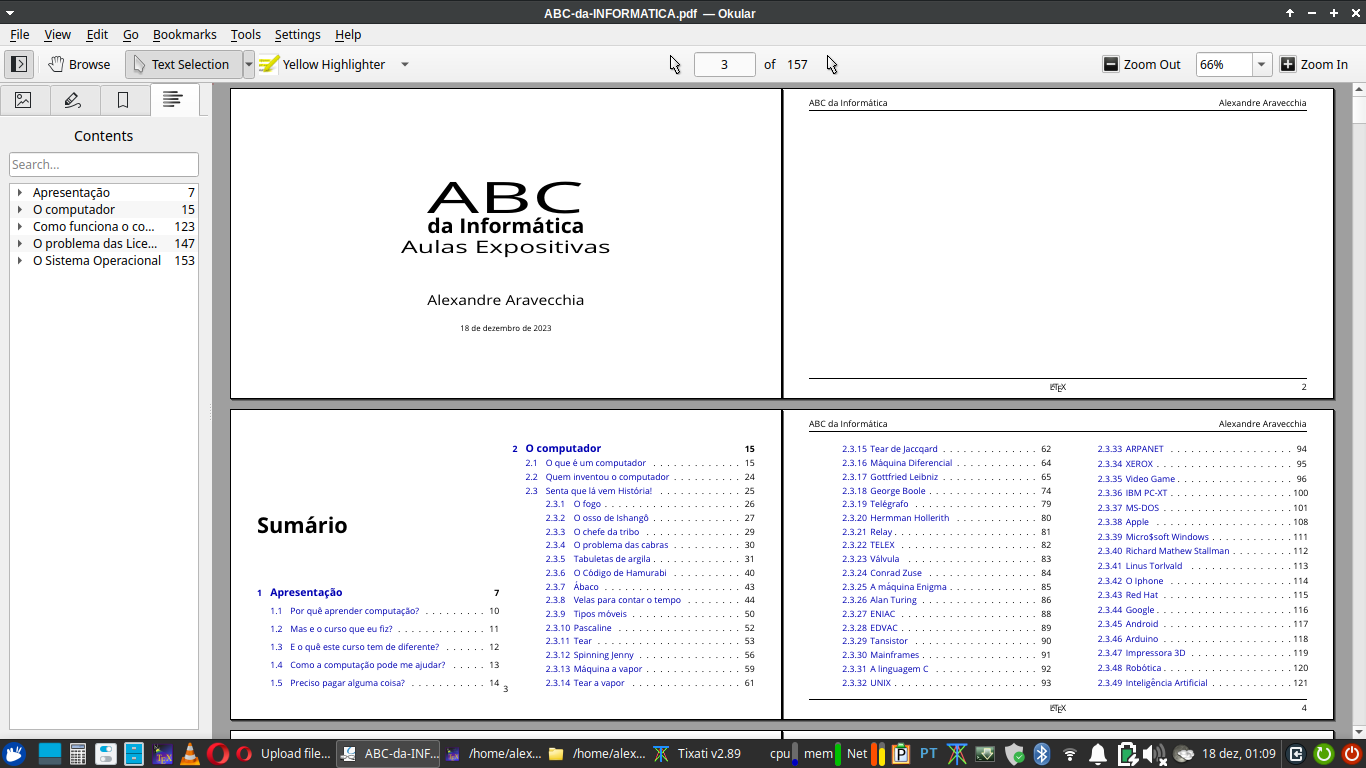 ABC-da-INFORMATICA.pdf — Okular
File View Edit Go Bookmarks Tools Settings Help
Browse Text Selection Yellow Highlighter 3 of 157 Zoom Out 66% Zoom In
Contents
Search...
Apresentação 7
O computador 15
Como funciona o co... 123
O problema das Lice... 147
O Sistema Operacional 153
ABC
da Informática
Aulas Expositivas
Alexandre Aravecchia
18 de dezembro de 2023
ABC da Informática Alexandre Aravecchia
LATEX 2
Sumário
1 Apresentação 7
1.1 Por quê aprender computação? . . . . . . . . . 10
1.2 Mas e o curso que eu fiz? . . . . . . . . . . . . 11
1.3 E o quê este curso tem de diferente? . . . . . . 12
1.4 Como a computação pode me ajudar? . . . . . 13
1.5 Preciso pagar alguma coisa? . . . . . . . . . . 14
2 O computador 15
2.1 O que é um computador . . . . . . . . . . . . 15
2.2 Quem inventou o computador . . . . . . . . . . 24
2.3 Senta que lá vem História! . . . . . . . . . . . 25
2.3.1 O fogo . . . . . . . . . . . . . . . . . 26
2.3.2 O osso de Ishangô . . . . . . . . . . . 27
2.3.3 O chefe da tribo . . . . . . . . . . . . 29
2.3.4 O problema das cabras . . . . . . . . . 30
2.3.5 Tabuletas de argila . . . . . . . . . . . 31
2.3.6 O Código de Hamurabi . . . . . . . . . 40
2.3.7 Ábaco . . . . . . . . . . . . . . . . . 43
2.3.8 Velas para contar o tempo . . . . . . . 44
2.3.9 Tipos móveis . . . . . . . . . . . . . . 50
2.3.10 Pascaline . . . . . . . . . . . . . . . . 52
2.3.11 Tear . . . . . . . . . . . . . . . . . . 53
2.3.12 Spinning Jenny . . . . . . . . . . . . . 56
2.3.13 Máquina a vapor . . . . . . . . . . . . 59
2.3.14 Tear a vapor . . . . . . . . . . . . . . 61
3
ABC da Informática Alexandre Aravecchia
2.3.15 Tear de Jaccqard . . . . . . . . . . . . 62
2.3.16 Máquina Diferencial . . . . . . . . . . 64
2.3.17 Gottfried Leibniz . . . . . . . . . . . . 65
2.3.18 George Boole . . . . . . . . . . . . . . 74
2.3.19 Telégrafo . . . . . . . . . . . . . . . . 79
2.3.20 Hermman Hollerith . . . . . . . . . . . 80
2.3.21 Relay . . . . . . . . . . . . . . . . . . 81
2.3.22 TELEX . . . . . . . . . . . . . . . . . 82
2.3.23 Válvula . . . . . . . . . . . . . . . . . 83
2.3.24 Conrad Zuse . . . . . . . . . . . . . . 84
2.3.25 A máquina Enigma . . . . . . . . . . . 85
2.3.26 Alan Turing . . . . . . . . . . . . . . . 86
2.3.27 ENIAC . . . . . . . . . . . . . . . . . 88
2.3.28 EDVAC . . . . . . . . . . . . . . . . . 89
2.3.29 Tansistor . . . . . . . . . . . . . . . . 90
2.3.30 Mainframes . . . . . . . . . . . . . . . 91
2.3.31 A linguagem C . . . . . . . . . . . . . 92
2.3.32 UNIX . . . . . . . . . . . . . . . . . . 93
2.3.33 ARPANET . . . . . . . . . . . . . . . 94
2.3.34 XEROX . . . . . . . . . . . . . . . . . 95
2.3.35 Video Game . . . . . . . . . . . . . . . 96
2.3.36 IBM PC-XT . . . . . . . . . . . . . . 100
2.3.37 MS-DOS . . . . . . . . . . . . . . . . 101
2.3.38 Apple . . . . . . . . . . . . . . . . . 108
2.3.39 Micro$soft Windows . . . . . . . . . . 111
2.3.40 Richard Mathew Stallman . . . . . . . 112
2.3.41 Linus Torlvald . . . . . . . . . . . . . 113
2.3.42 O Iphone . . . . . . . . . . . . . . . . 114
2.3.43 Red Hat . . . . . . . . . . . . . . . . 115
2.3.44 Google . . . . . . . . . . . . . . . . . 116
2.3.45 Android . . . . . . . . . . . . . . . . 117
2.3.46 Arduino . . . . . . . . . . . . . . . . 118
2.3.47 Impressora 3D . . . . . . . . . . . . . 119
2.3.48 Robótica . . . . . . . . . . . . . . . . 120
2.3.49 Inteligência Artificial . . . . . . . . . . 121
LATEX 4
Upload file... ABC-da-INF... /home/alex... /home/alex... Tixati v2.89 cpu mem Net PT 18 dez, 01:09